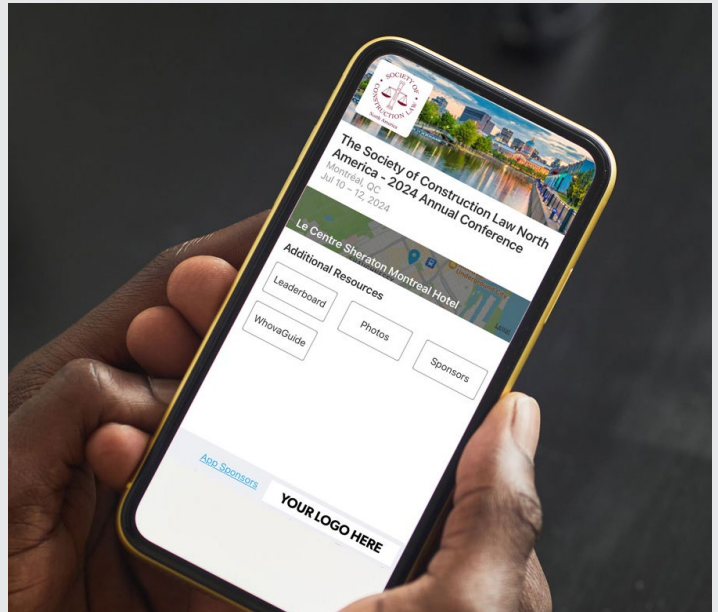 SOCIETY OF
CONSTRUCTION LAW
North America
The Society of Construction Law North
America - 2024 Annual Conference
Montréal, QC
Jul 10 – 12, 2024
Le Centre Sheraton Montreal Hotel
Additional Resources
Leaderboard
Photos
Sponsors
WhovaGuide
App Sponsors
YOUR LOGO HERE